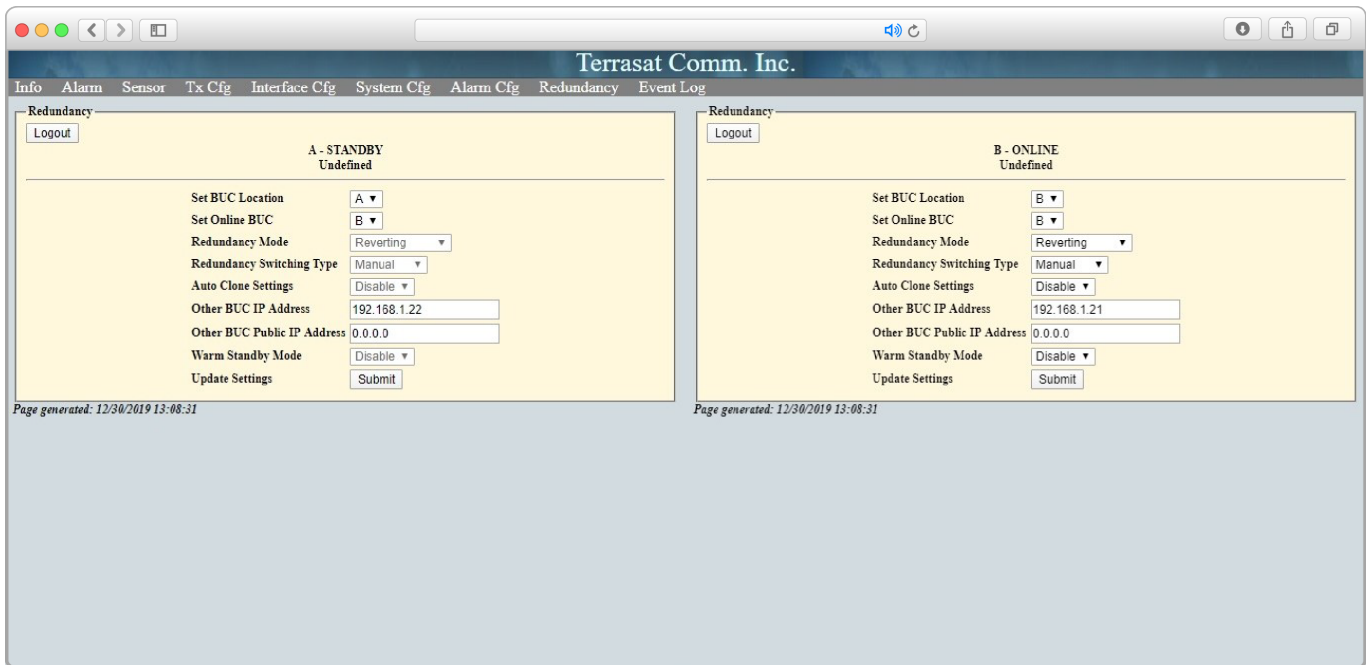 Terrasat Comm. Inc.
Info Alarm Sensor Tx Cfg Interface Cfg System Cfg Alarm Cfg Redundancy Event Log
Redundancy
Logout
A - STANDBY
Undefined
Set BUC Location A
Set Online BUC B
Redundancy Mode Reverting
Redundancy Switching Type Manual
Auto Clone Settings Disable
Other BUC IP Address 192.168.1.22
Other BUC Public IP Address 0.0.0.0
Warm Standby Mode Disable
Update Settings Submit
Page generated: 12/30/2019 13:08:31
Redundancy
Logout
B - ONLINE
Undefined
Set BUC Location B
Set Online BUC B
Redundancy Mode Reverting
Redundancy Switching Type Manual
Auto Clone Settings Disable
Other BUC IP Address 192.168.1.21
Other BUC Public IP Address 0.0.0.0
Warm Standby Mode Disable
Update Settings Submit
Page generated: 12/30/2019 13:08:31